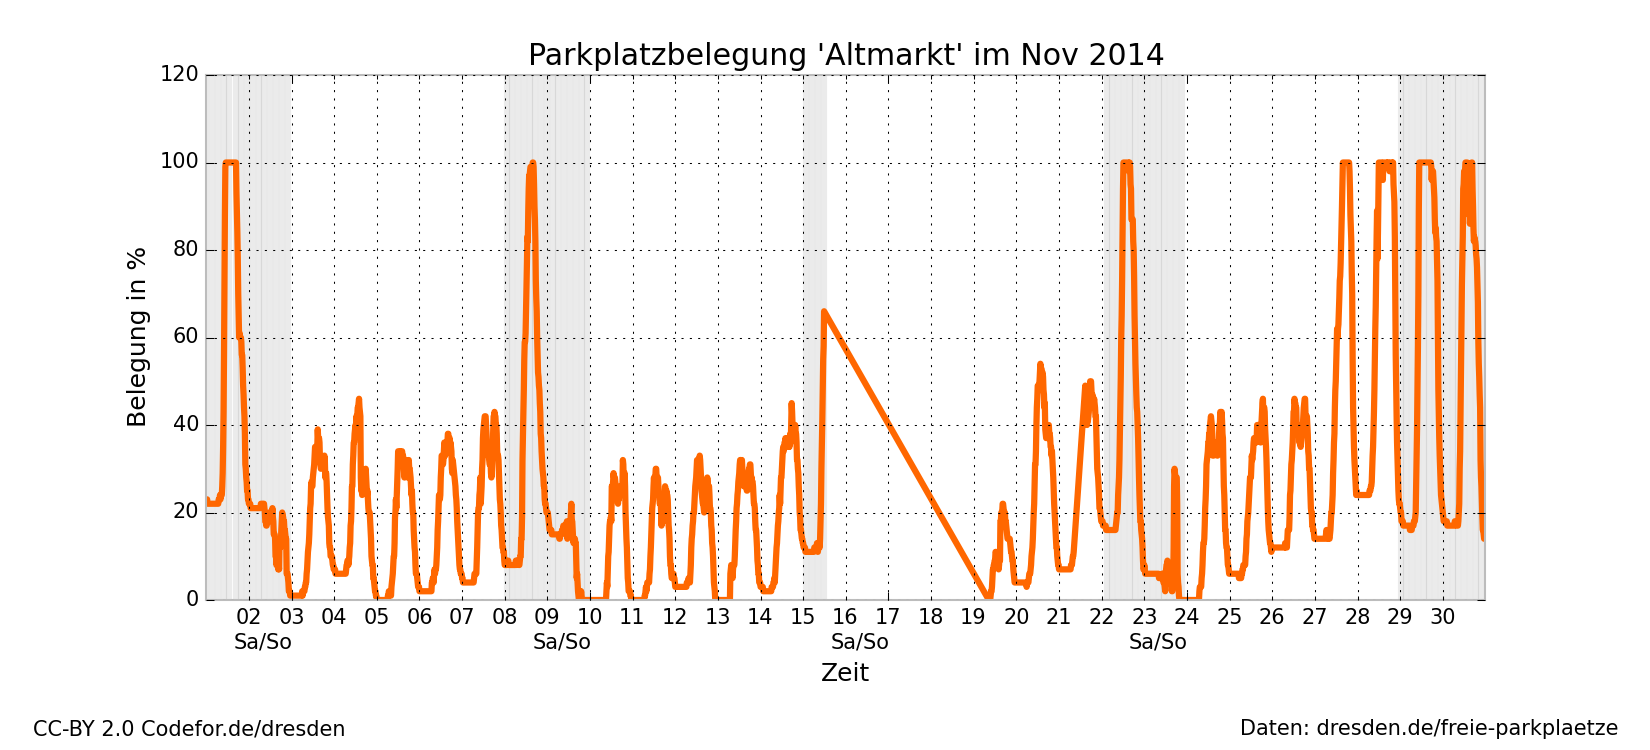 Parkplatzbelegung 'Altmarkt' im Nov 2014
120
100
80
60
40
20
0
Belegung in %
02 03 04 05 06 07 08 09 10 11 12 13 14 15 16 17 18 19 20 21 22 23 24 25 26 27 28 29 30
Sa/So Sa/So Sa/So Sa/So
Zeit
CC-BY 2.0 Codefor.de/dresden
Daten: dresden.de/freie-parkplaetze